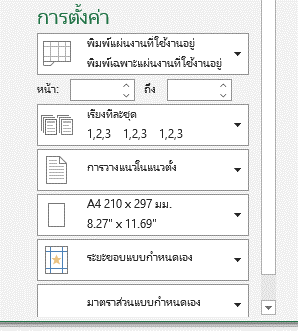 การตั้งค่า
พิมพ์แผ่นงานที่ใช้งานอยู่
พิมพ์เฉพาะแผ่นงานที่ใช้งานอยู่
หน้า: ถึง
เรียงทีละชุด
1,2,3 1,2,3 1,2,3
การวางแนวในแนวตั้ง
A4 210 x 297 มม.
8.27" x 11.69"
ระยะขอบแบบกำหนดเอง
มาตราส่วนแบบกำหนดเอง